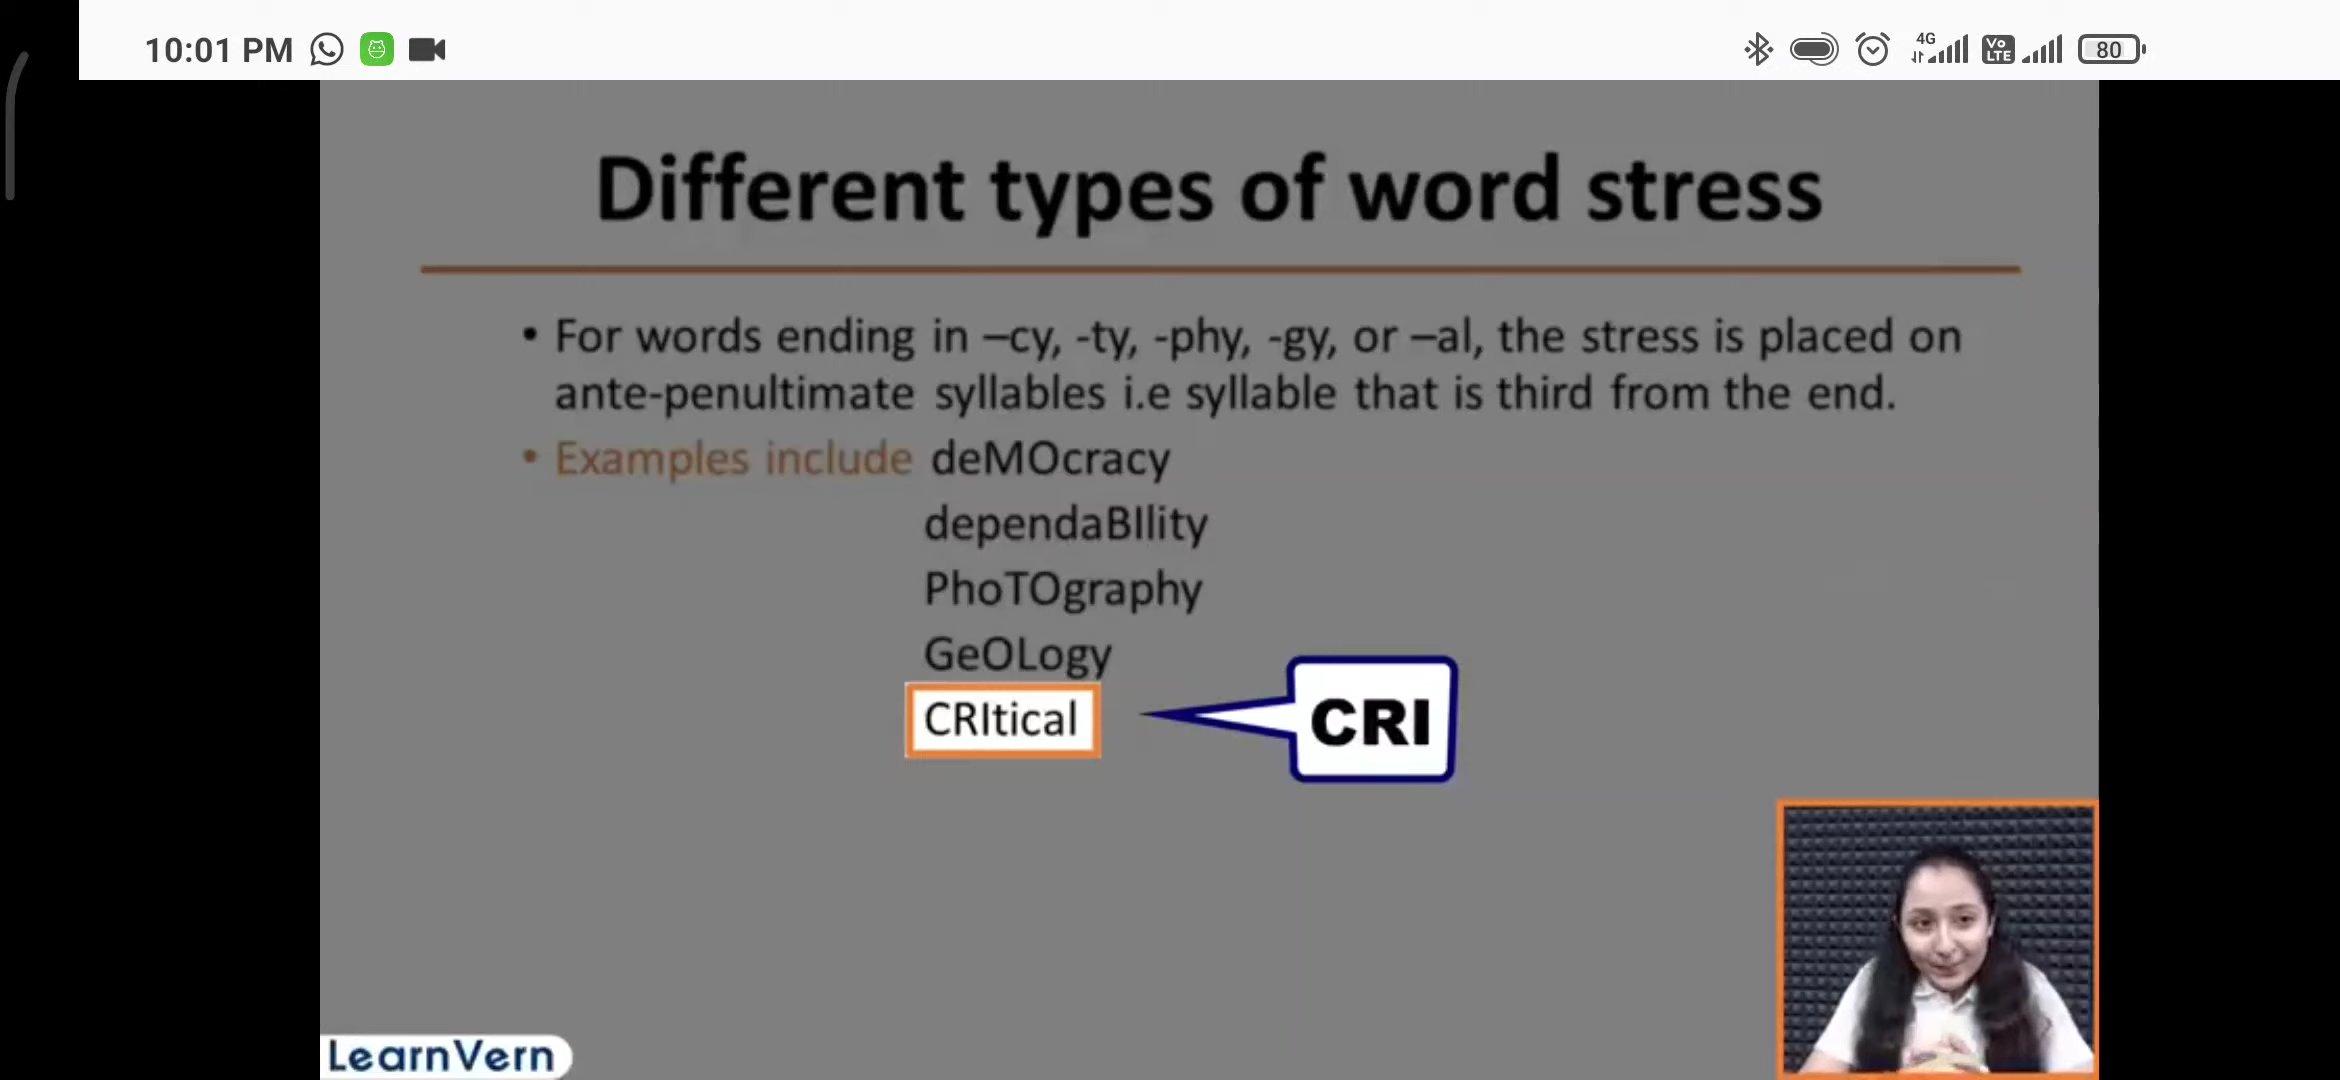 10:01 PM
4G
Vo
LTE
80
Different types of word stress
• For words ending in –cy, -ty, -phy, -gy, or –al, the stress is placed on
ante-penultimate syllables i.e syllable that is third from the end.
• Examples include deMOcracy
dependaBIlity
PhoTOgraphy
GeOLogy
CRItical
CRI
LearnVern